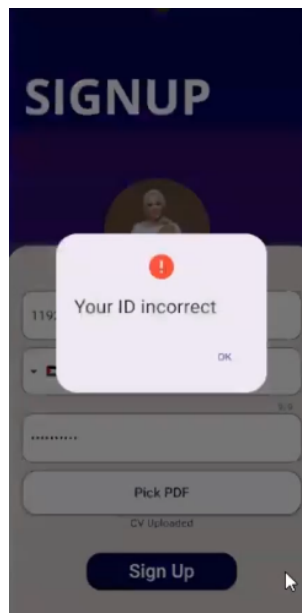 SIGNUP
!
Your ID incorrect
OK
119
Pick PDF
CV Uploaded
Sign Up